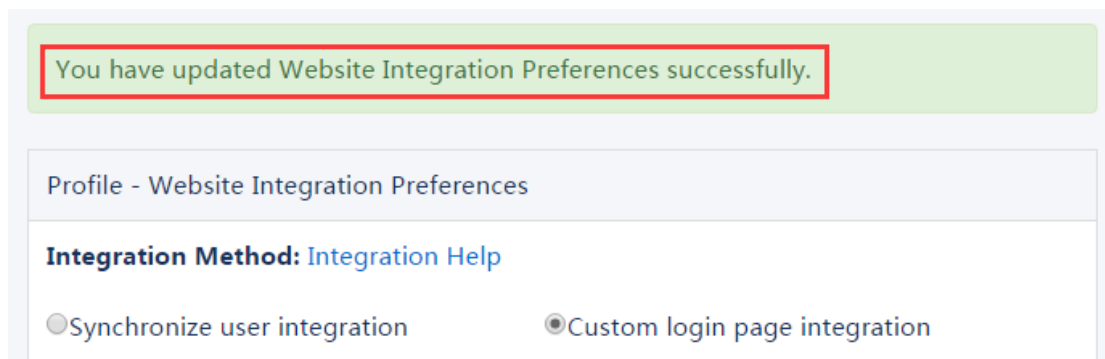 You have updated Website Integration Preferences successfully.
Profile - Website Integration Preferences
Integration Method: Integration Help
Synchronize user integration Custom login page integration